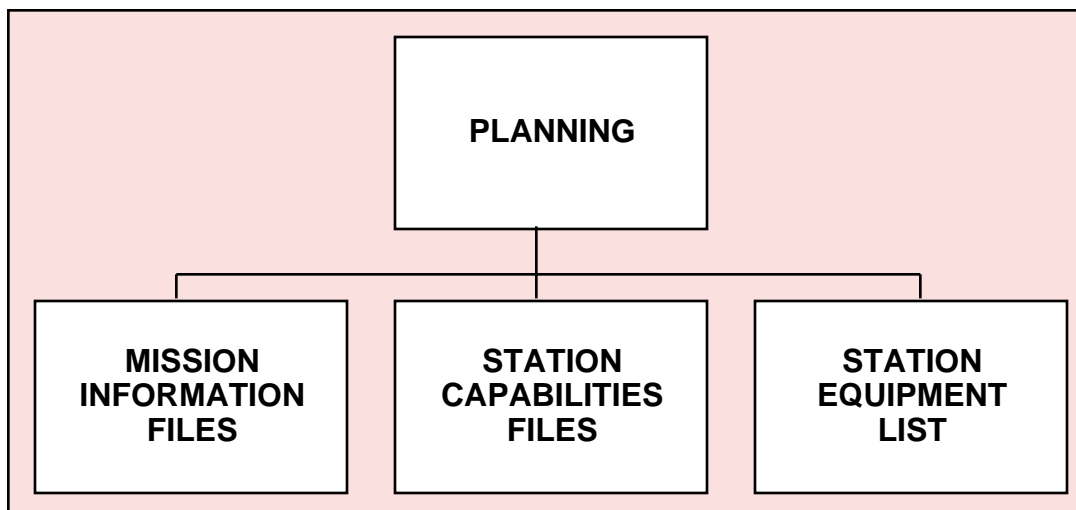 PLANNING
MISSION
INFORMATION
FILES
STATION
CAPABILITIES
FILES
STATION
EQUIPMENT
LIST